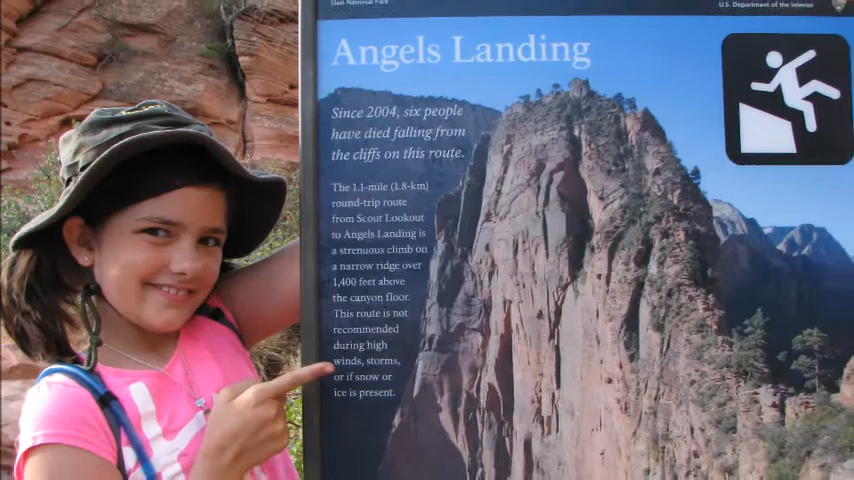 Zion National Park
U.S. Department of the Interior
Angels Landing
Since 2004, six people
have died falling from
the cliffs on this route.
The 1.1-mile (1.8-km)
round-trip route
from Scout Lookout
to Angels Landing is
a strenuous climb on
a narrow ridge over
1,400 feet above
the canyon floor.
This route is not
recommended
during high
winds, storms,
or if snow or
ice is present.